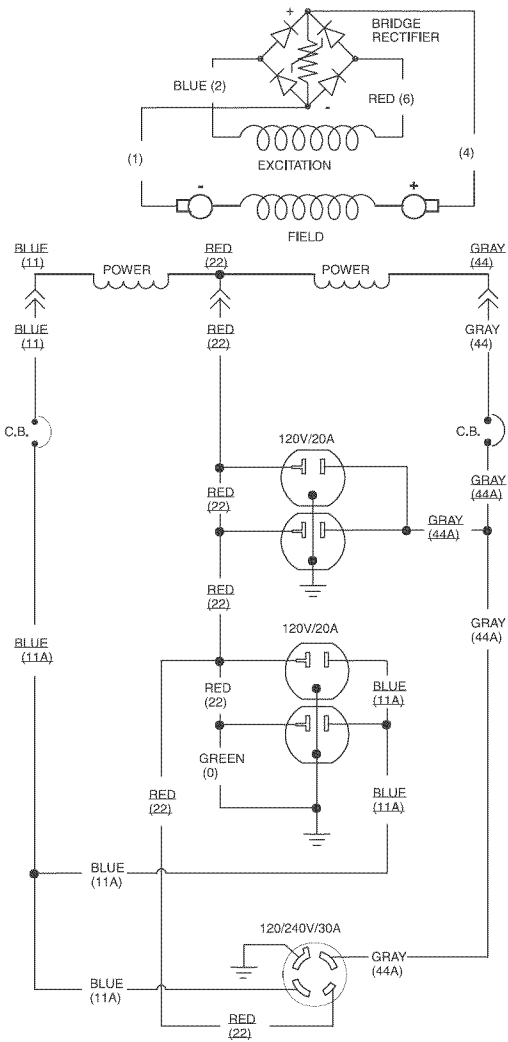 +
BRIDGE
RECTIFIER
BLUE (2)
RED (6)
-
(1)
EXCITATION
(4)
-
+
FIELD
BLUE
(11)
POWER
RED
(22)
POWER
GRAY
(44)
BLUE
(11)
RED
(22)
GRAY
(44)
C.B.
C.B.
120V/20A
RED
(22)
GRAY
(44A)
GRAY
(44A)
RED
(22)
120V/20A
GRAY
(44A)
BLUE
(11A)
RED
(22)
BLUE
(11A)
GREEN
(0)
RED
(22)
BLUE
(11A)
BLUE
(11A)
120/240V/30A
GRAY
(44A)
BLUE
(11A)
RED
(22)